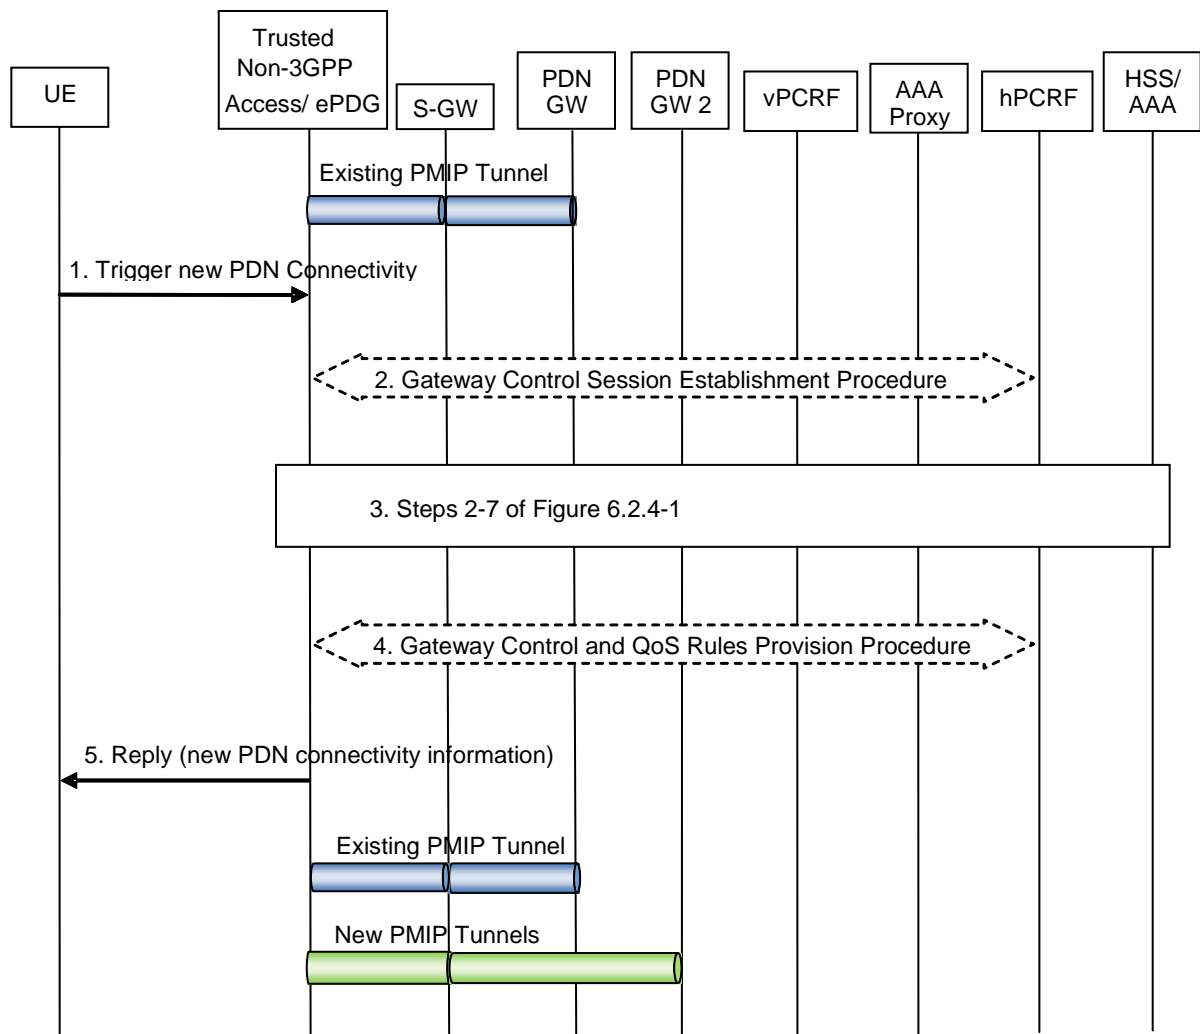 UE
Trusted
Non-3GPP
Access/ ePDG
S-GW
PDN
GW
PDN
GW 2
vPCRF
AAA
Proxy
hPCRF
HSS/
AAA
Existing PMIP Tunnel
1. Trigger new PDN Connectivity
2. Gateway Control Session Establishment Procedure
3. Steps 2-7 of Figure 6.2.4-1
4. Gateway Control and QoS Rules Provision Procedure
5. Reply (new PDN connectivity information)
Existing PMIP Tunnel
New PMIP Tunnels